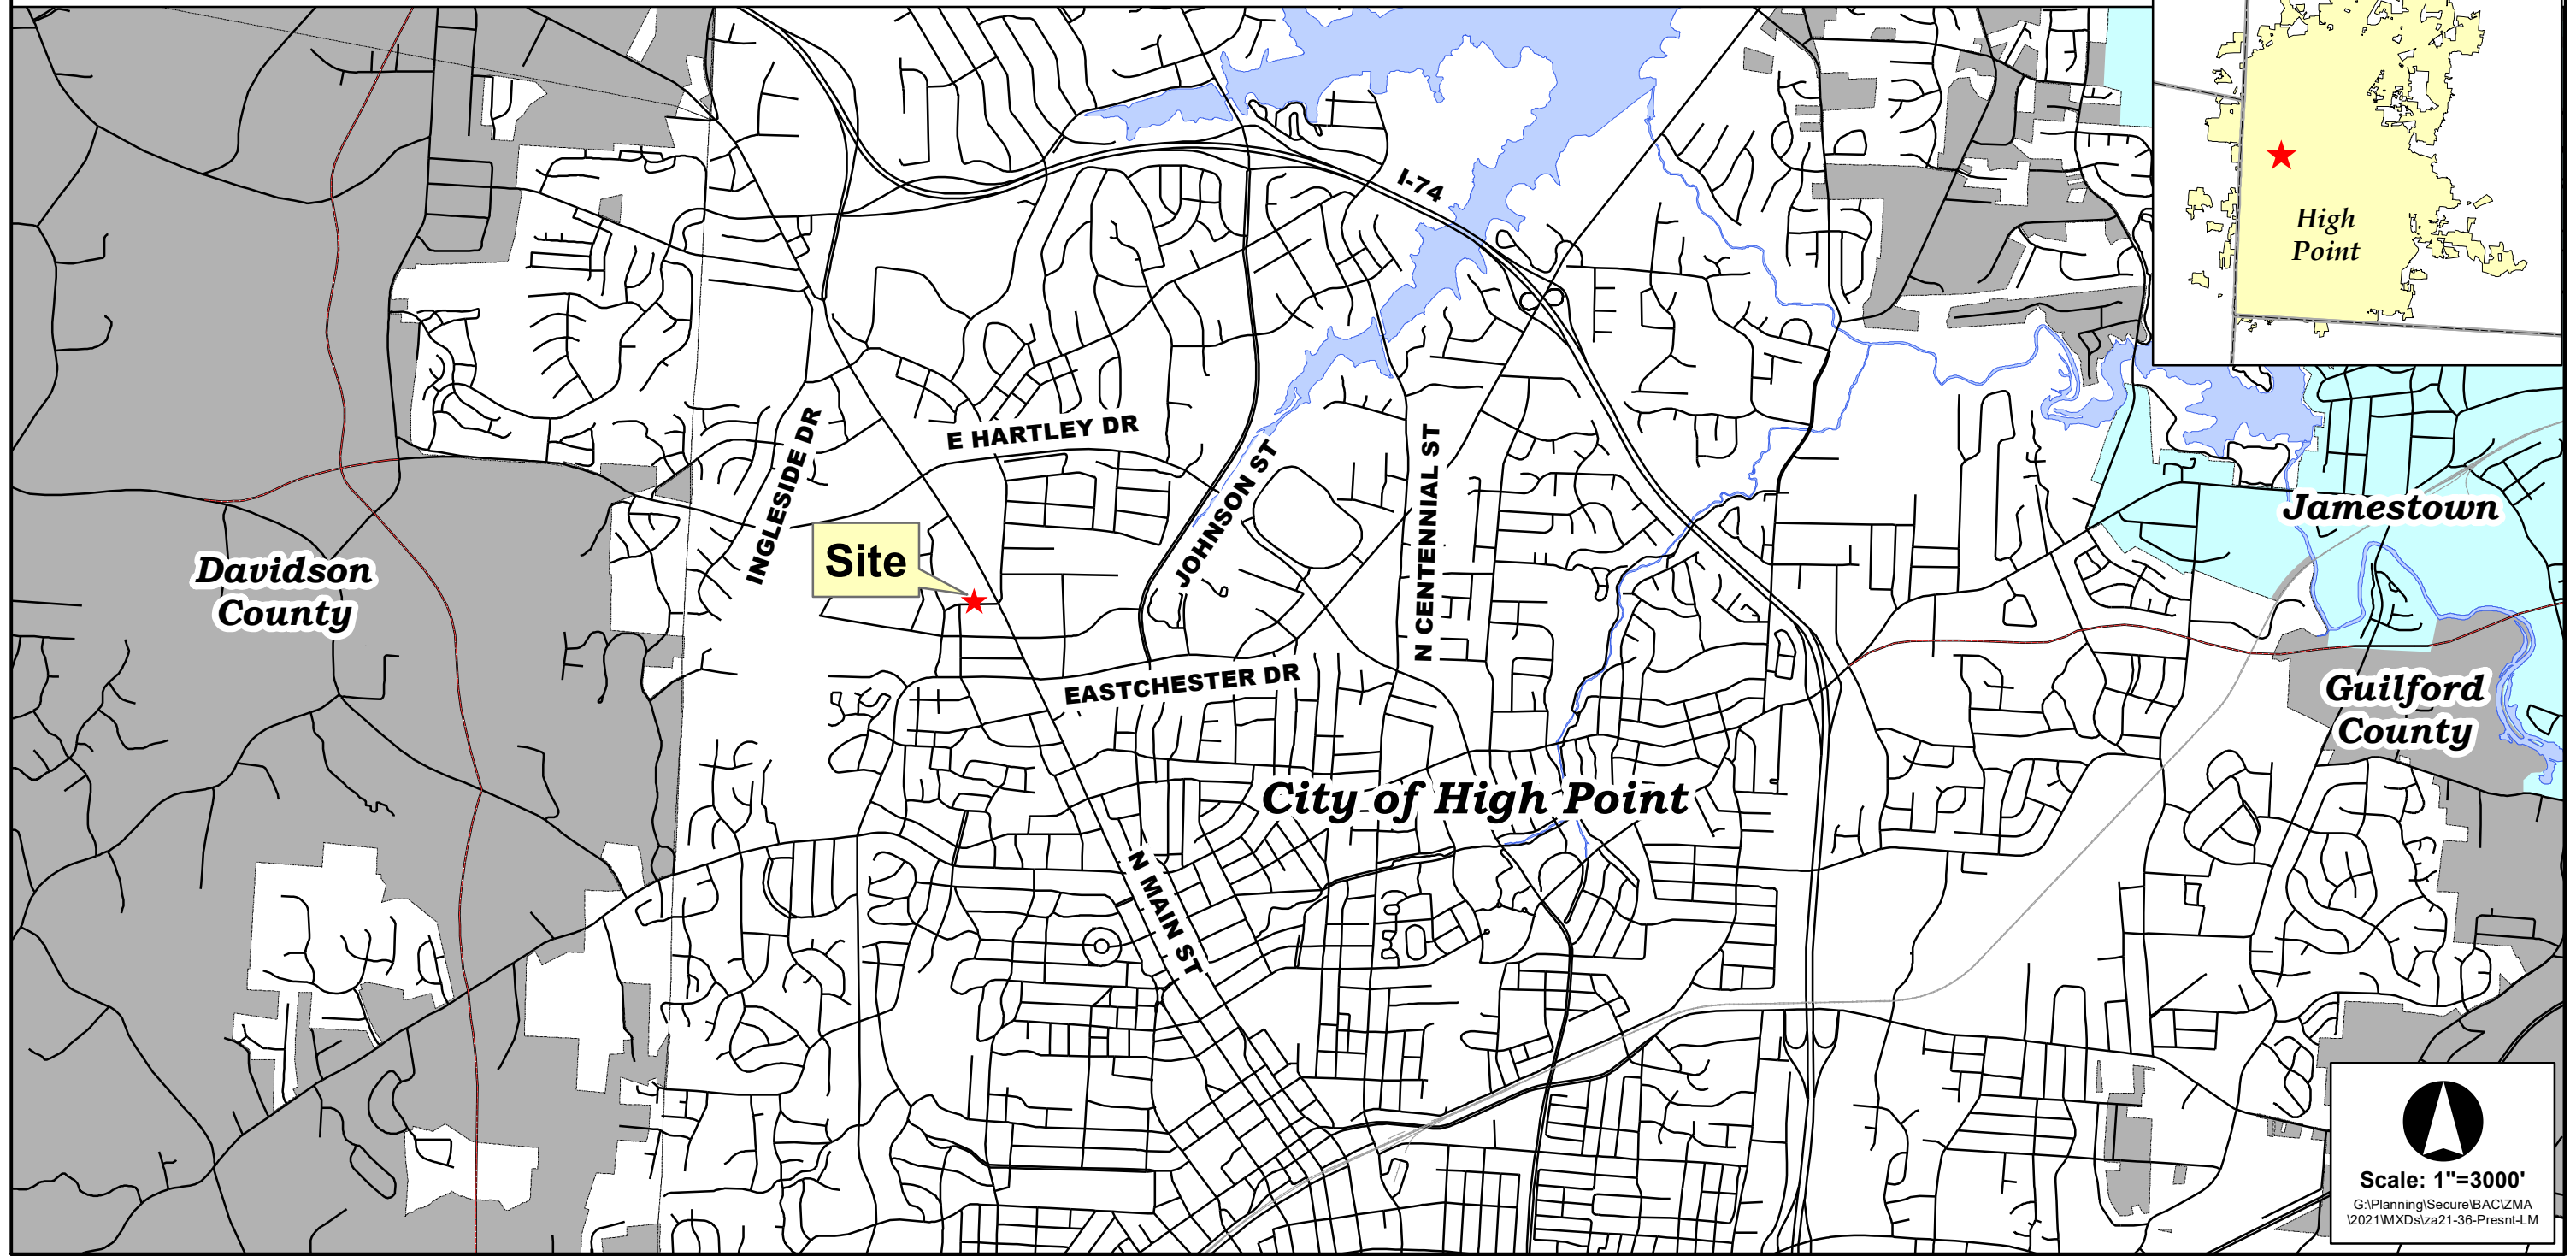 High
Point
I-74
INGLESIDE DR
E HARTLEY DR
JOHNSON ST
N CENTENNIAL ST
Jamestown
Site
Davidson
County
EASTCHESTER DR
Guilford
County
City of High Point
N MAIN ST
Scale: 1"=3000'
G:\Planning\Secure\BAC\ZMA
\2021\MXDs\za21-36-Presnt-LM